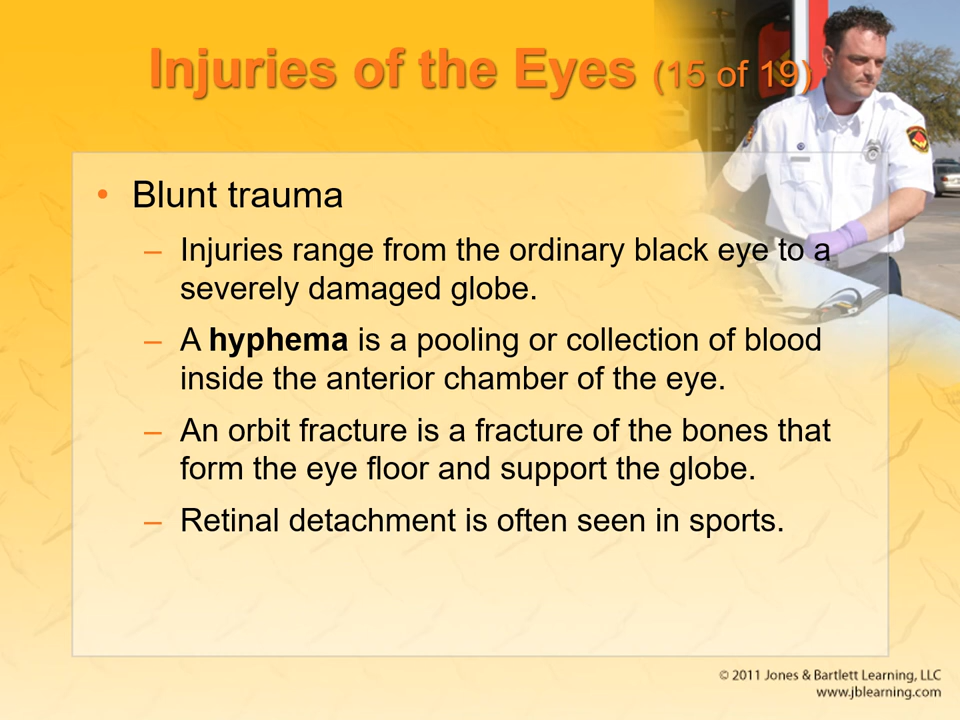 Injuries of the Eyes (15 of 19)
• Blunt trauma
– Injuries range from the ordinary black eye to a
severely damaged globe.
– A hyphema is a pooling or collection of blood
inside the anterior chamber of the eye.
– An orbit fracture is a fracture of the bones that
form the eye floor and support the globe.
– Retinal detachment is often seen in sports.
© 2011 Jones & Bartlett Learning, LLC
www.jblearning.com